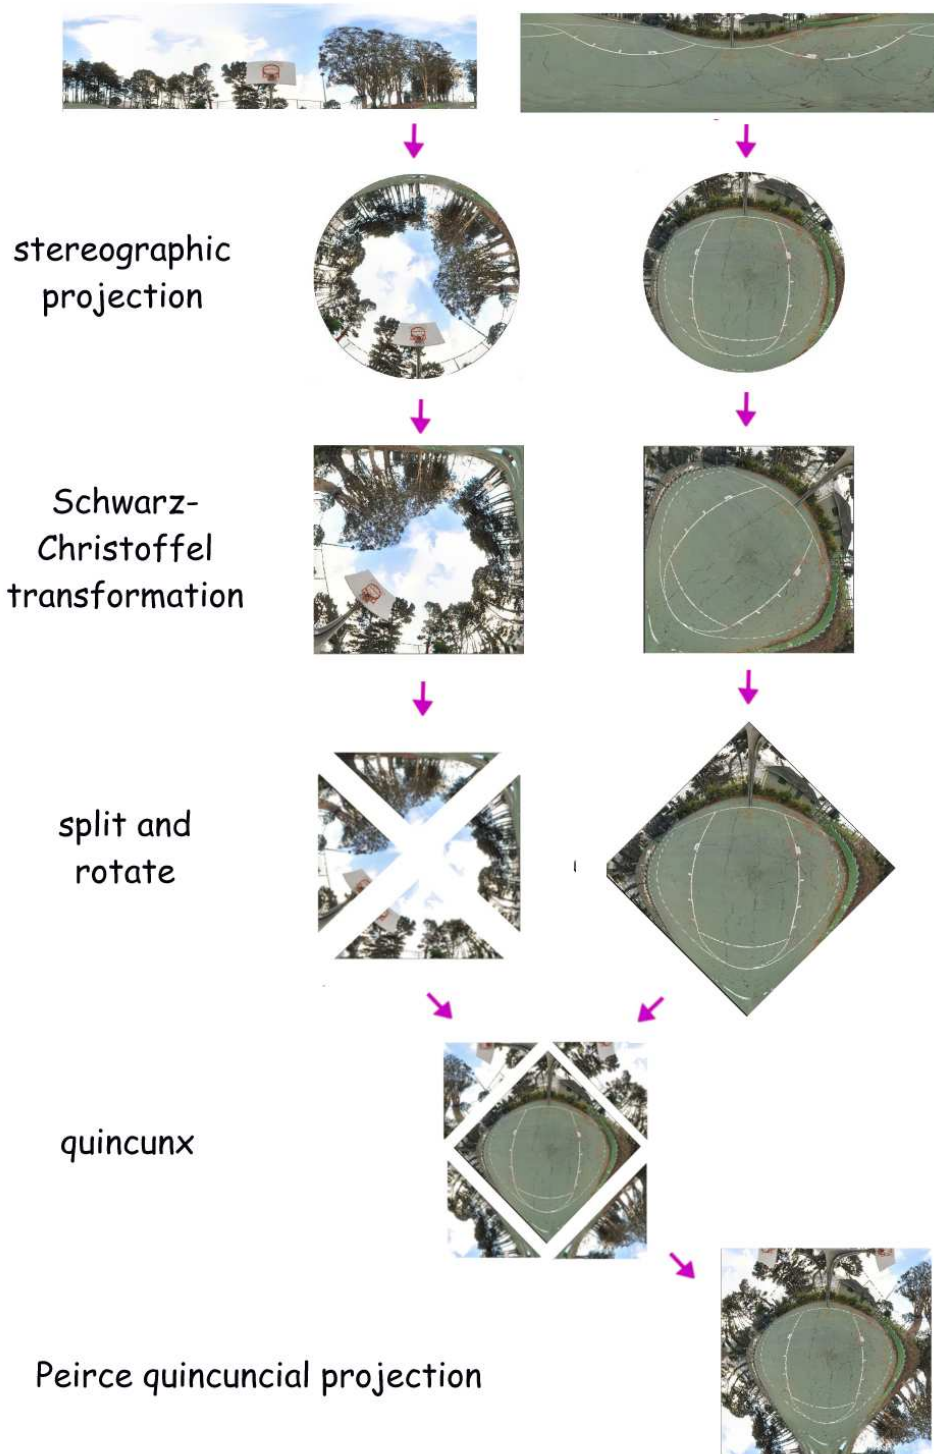 stereographic
projection
Schwarz-
Christoffel
transformation
split and
rotate
quincunx
Peirce quincuncial projection